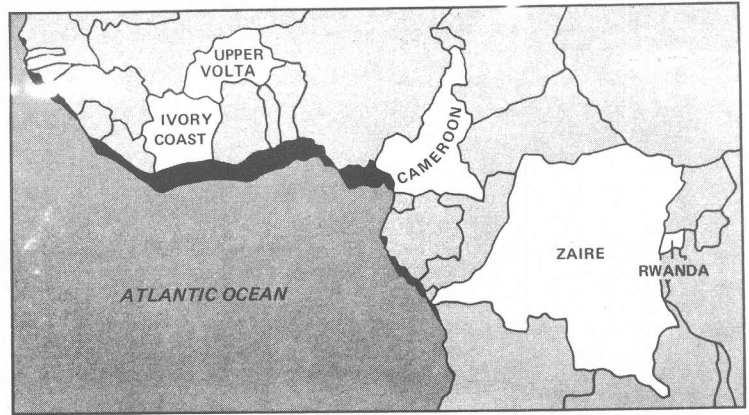 UPPER
VOLTA
IVORY
COAST
CAMEROON
ZAIRE
RWANDA
ATLANTIC OCEAN